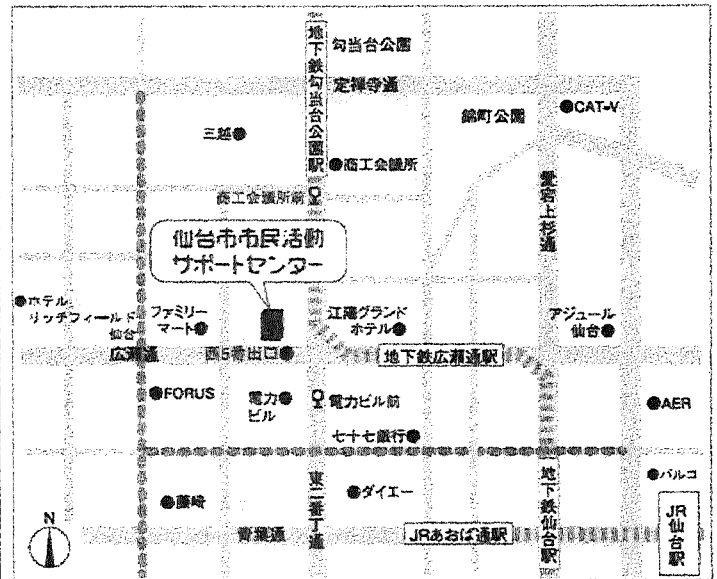 勾当台公園
地下鉄勾当台公園駅
定禅寺通
錦町公園
CAT-V
三越
商工会議所
商工会議所前
愛宕上杉通
仙台市市民活動
サポートセンター
ホテル
リッチフィールド
仙台
ファミリー
マート
江陽グランド
ホテル
アジュール
仙台
広瀬通
西5番出口
地下鉄広瀬通駅
FORUS
電力
ビル
電力ビル前
AER
七十七銀行
東二番丁通
地下鉄仙台駅
パルコ
藤崎
ダイエー
JR仙台駅
N
青葉通
JRあおば通駅